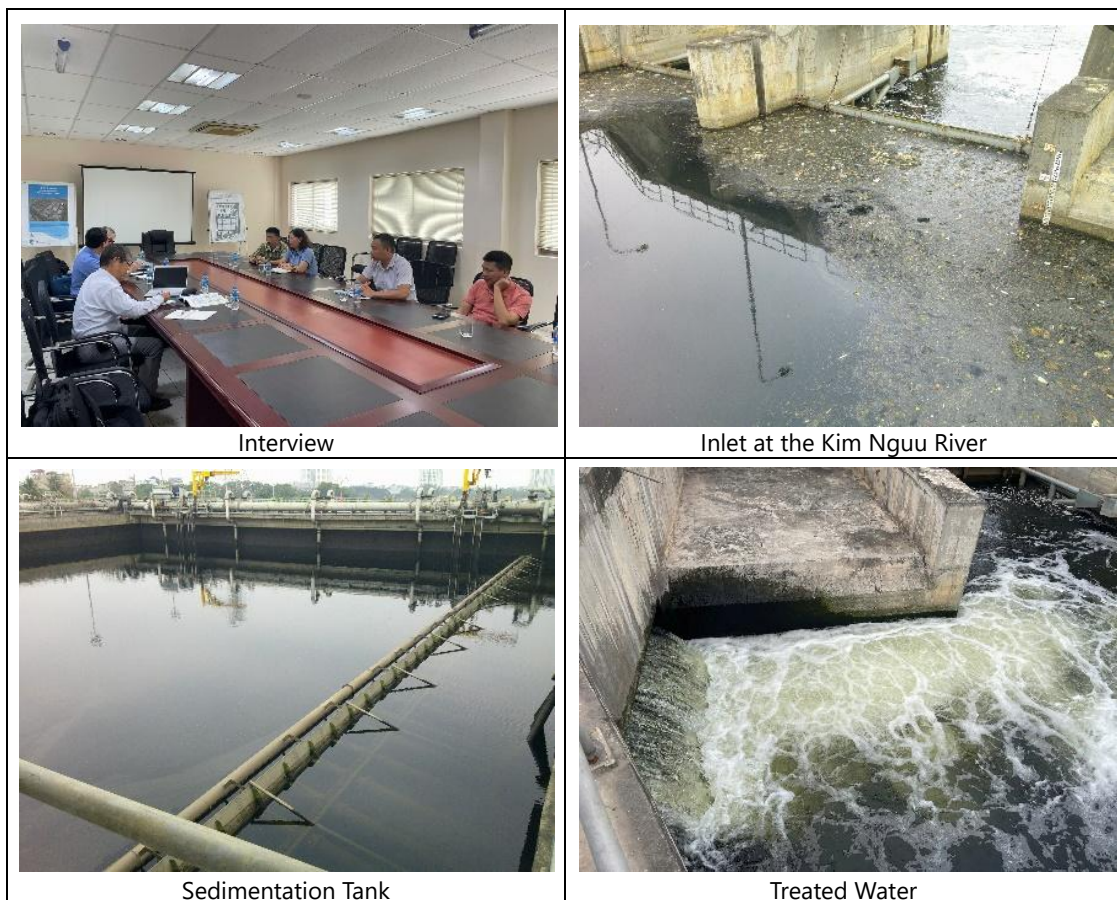 Interview
Inlet at the Kim Nguu River
Sedimentation Tank
Treated Water